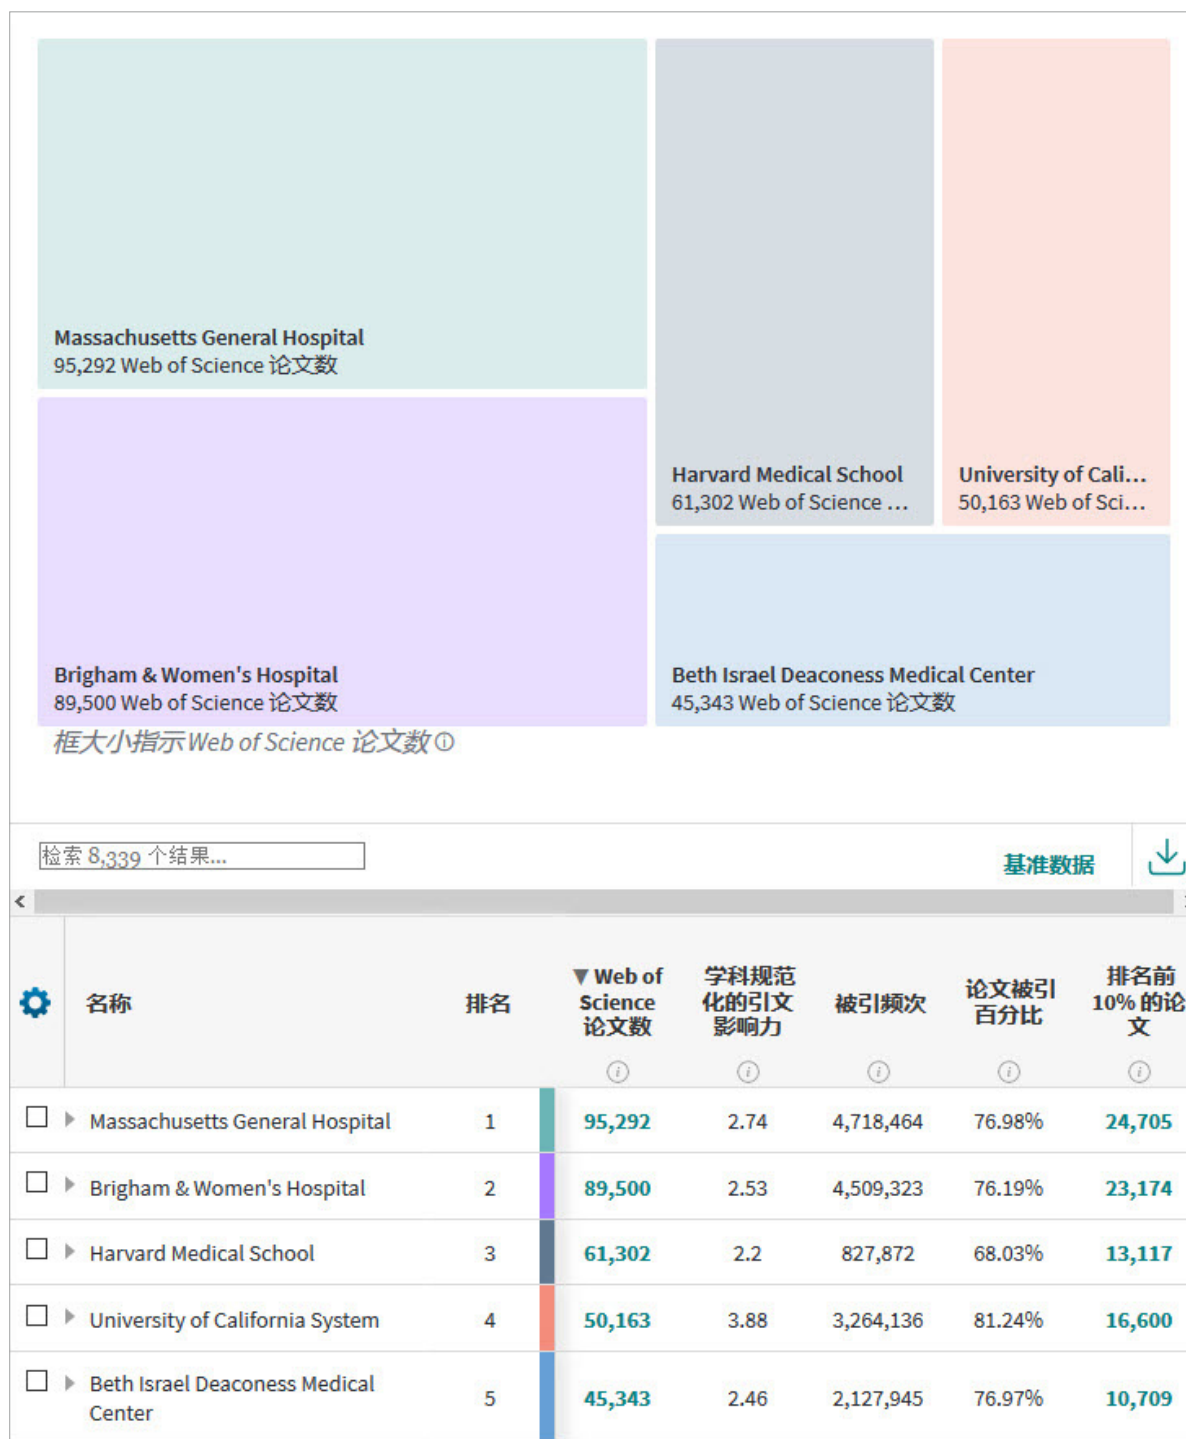 Massachusetts General Hospital
95,292 Web of Science 论文数
Harvard Medical School
61,302 Web of Science ...
University of Cali...
50,163 Web of Sci...
Brigham & Women's Hospital
89,500 Web of Science 论文数
Beth Israel Deaconess Medical Center
45,343 Web of Science 论文数
框大小指示 Web of Science 论文数
检索 8,339 个结果...
基准数据
名称
排名
▼ Web of
Science
论文数
学科规范
化的引文
影响力
被引频次
论文被引
百分比
排名前
10% 的论
文
Massachusetts General Hospital 1 95,292 2.74 4,718,464 76.98% 24,705
Brigham & Women's Hospital 2 89,500 2.53 4,509,323 76.19% 23,174
Harvard Medical School 3 61,302 2.2 827,872 68.03% 13,117
University of California System 4 50,163 3.88 3,264,136 81.24% 16,600
Beth Israel Deaconess Medical
Center 5 45,343 2.46 2,127,945 76.97% 10,709